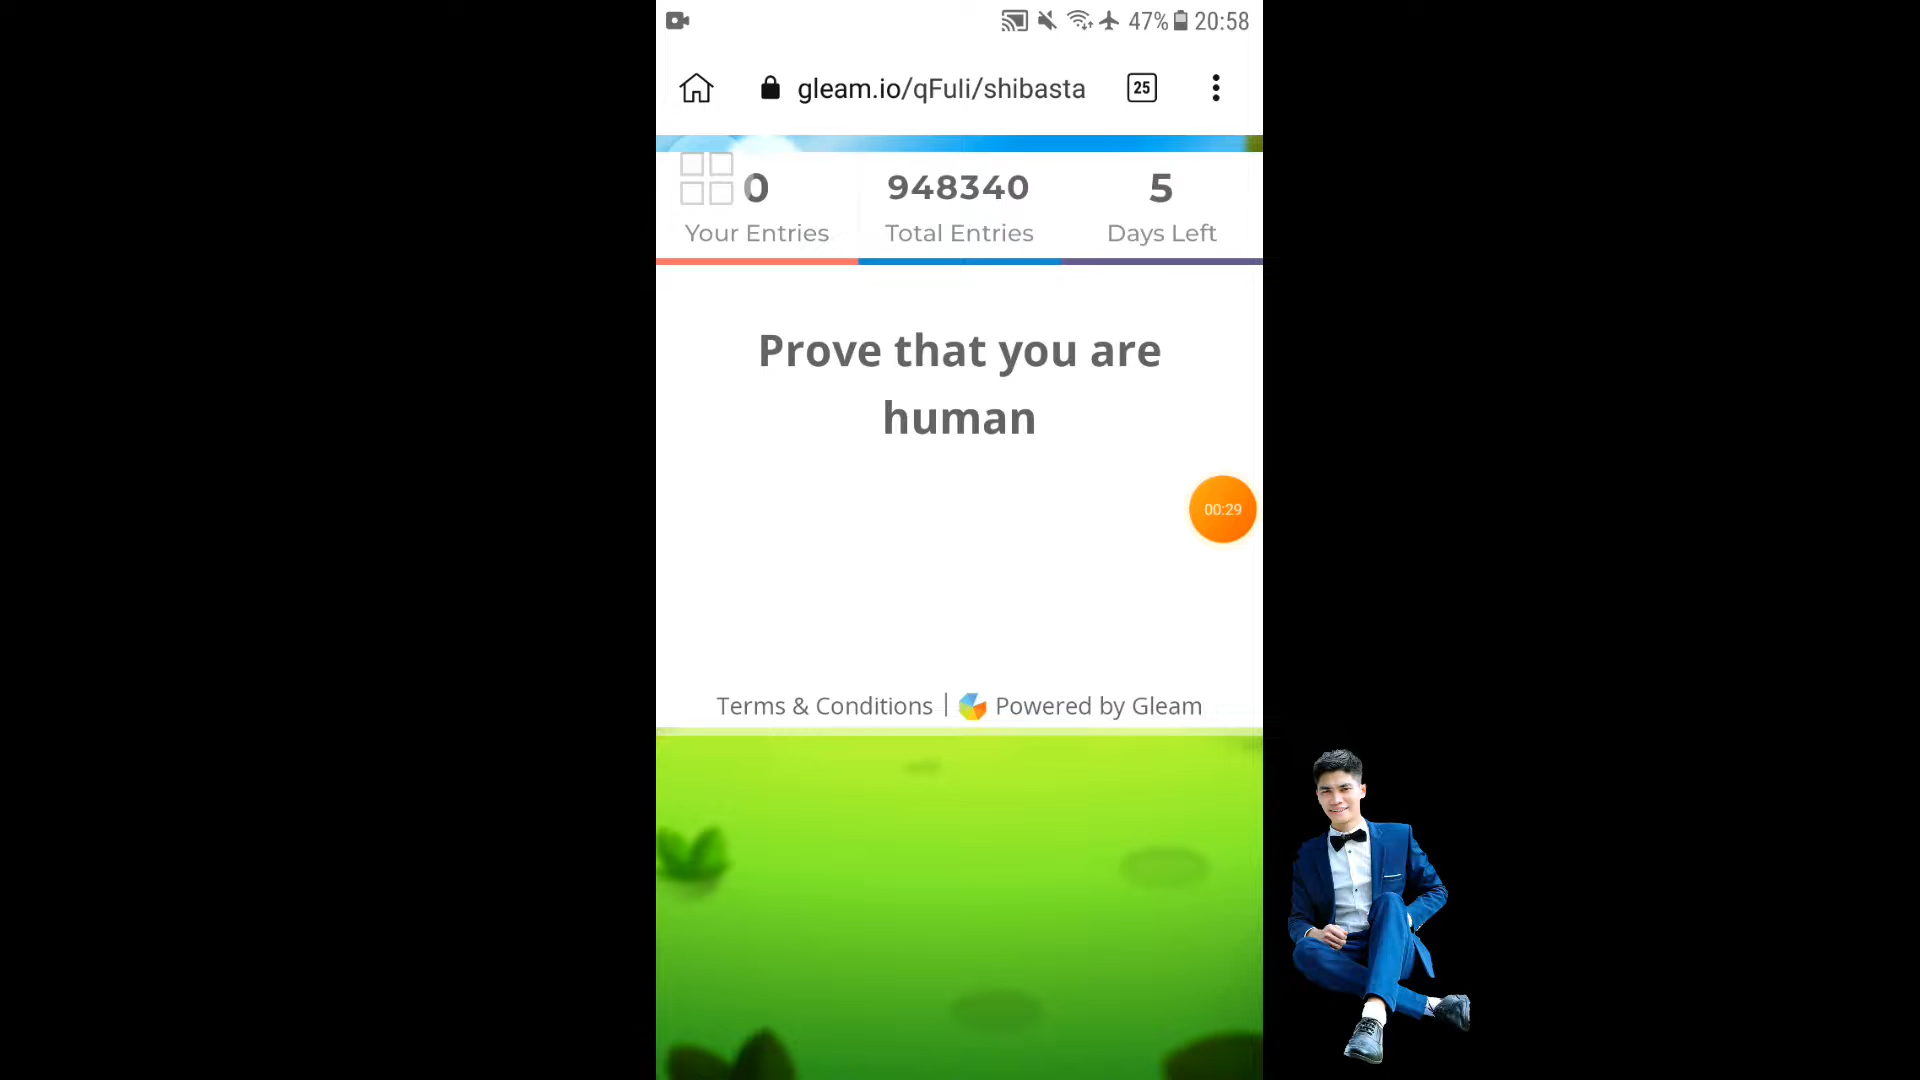 47% 20:58
gleam.io/qFuli/shibasta 25
0 948340 5
Your Entries Total Entries Days Left
Prove that you are
human
00:29
Terms & Conditions | Powered by Gleam